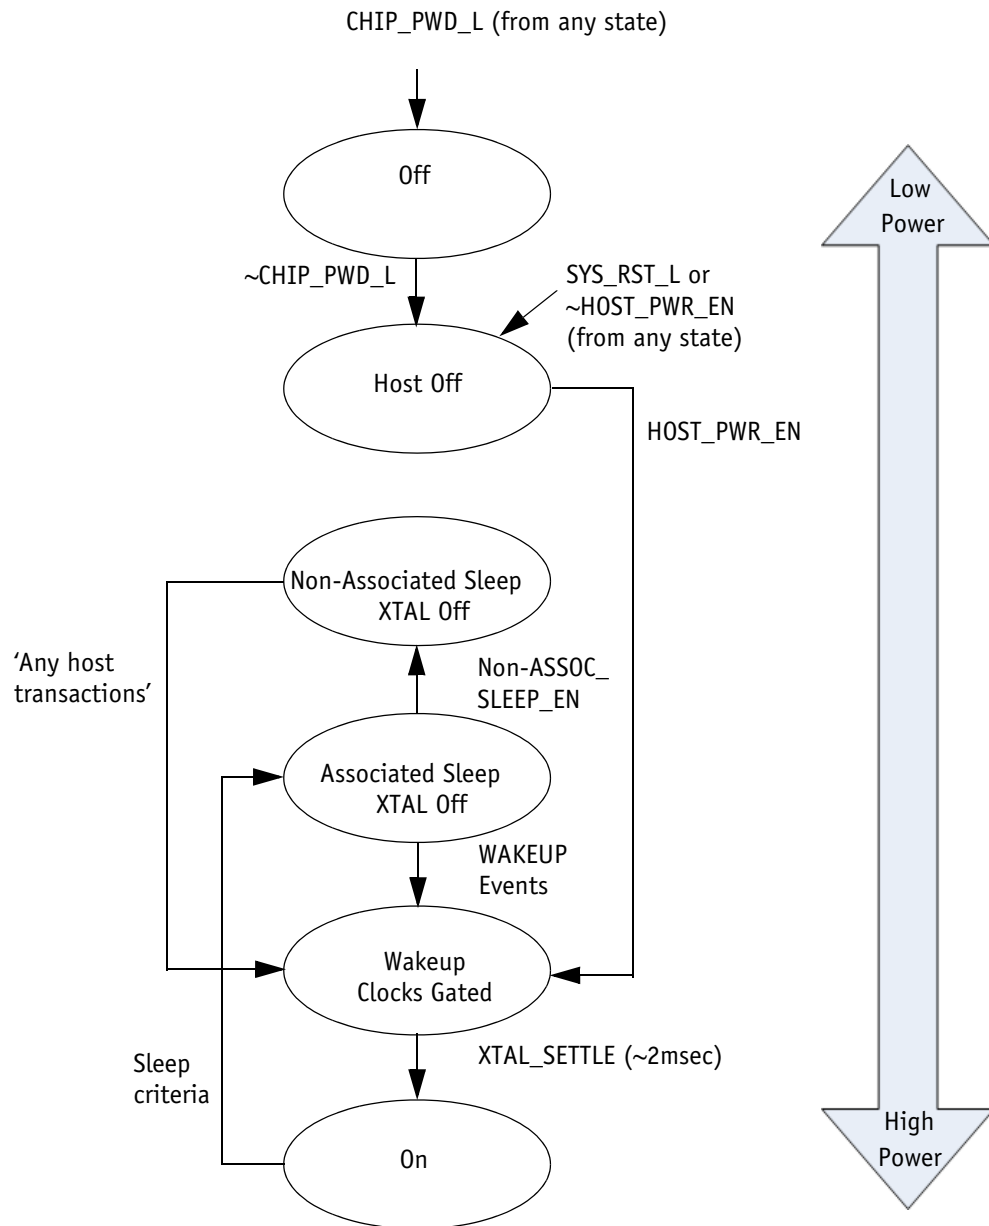 CHIP_PWD_L (from any state)
Off
Low
Power
~CHIP_PWD_L
SYS_RST_L or
~HOST_PWR_EN
(from any state)
Host Off
HOST_PWR_EN
Non-Associated Sleep
XTAL Off
‘Any host
transactions’
Non-ASSOC_
SLEEP_EN
Associated Sleep
XTAL Off
WAKEUP
Events
Wakeup
Clocks Gated
XTAL_SETTLE (~2msec)
Sleep
criteria
On
High
Power